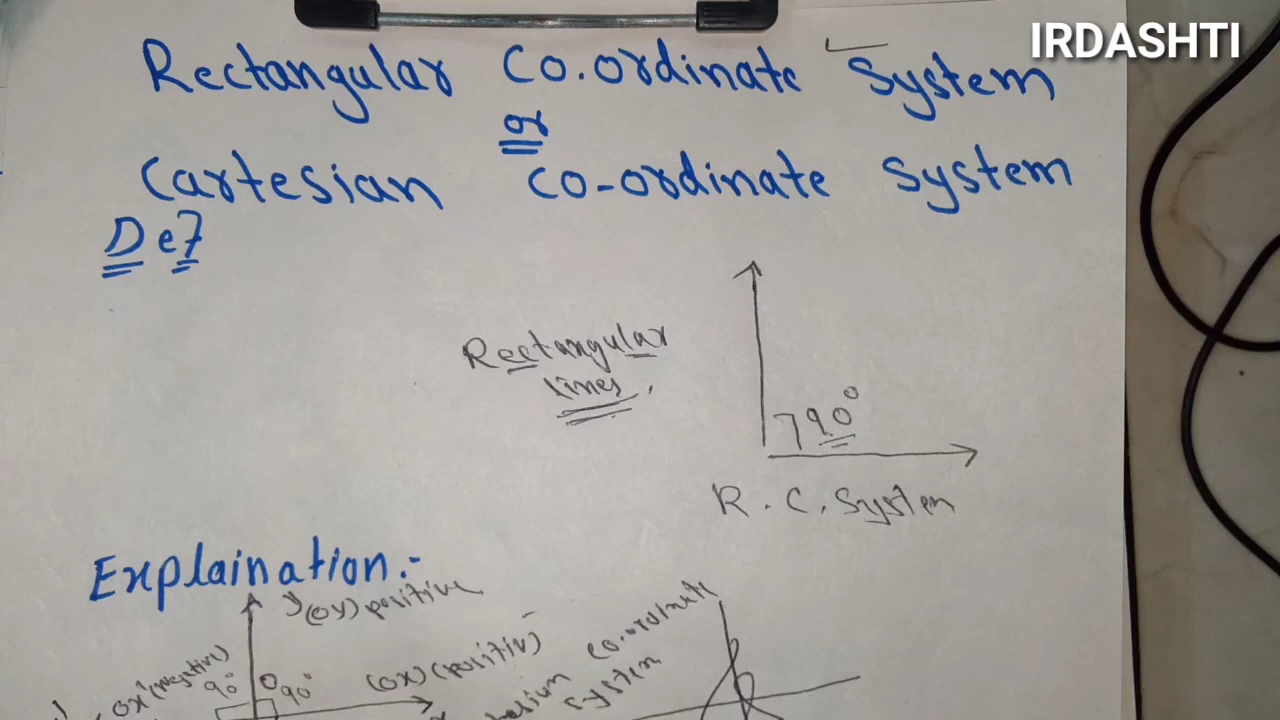 IRDASHTI
Rectangular Co.ordinate System
or
Cartesian Co-ordinate System
Def
Rectangular
Lines.
90°
R. C. System
Explaination:-
y(oy) positive
ox'(negative)
90°
O
90°
(ox) (positiv)
Co.ordinate
System